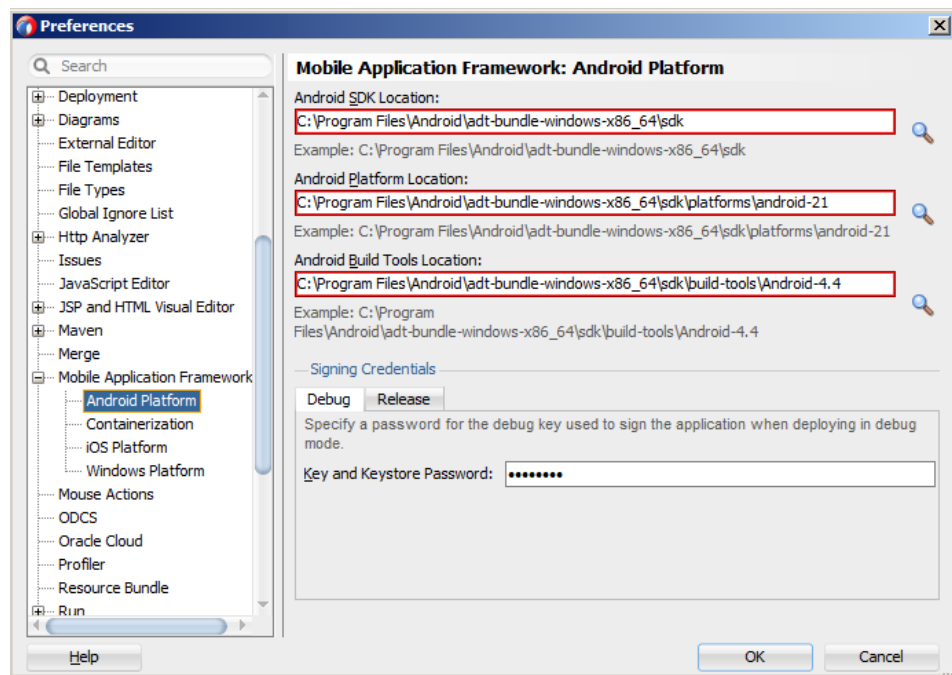 Preferences
Search
Deployment
Diagrams
External Editor
File Templates
File Types
Global Ignore List
Http Analyzer
Issues
JavaScript Editor
JSP and HTML Visual Editor
Maven
Merge
Mobile Application Framework
Android Platform
Containerization
iOS Platform
Windows Platform
Mouse Actions
ODCS
Oracle Cloud
Profiler
Resource Bundle
Run
Mobile Application Framework: Android Platform
Android SDK Location:
C:\Program Files\Android\adt-bundle-windows-x86_64\sdk
Example: C:\Program Files\Android\adt-bundle-windows-x86_64\sdk
Android Platform Location:
C:\Program Files\Android\adt-bundle-windows-x86_64\sdk\platforms\android-21
Example: C:\Program Files\Android\adt-bundle-windows-x86_64\sdk\platforms\android-21
Android Build Tools Location:
C:\Program Files\Android\adt-bundle-windows-x86_64\sdk\build-tools\Android-4.4
Example: C:\Program
Files\Android\adt-bundle-windows-x86_64\sdk\build-tools\Android-4.4
Signing Credentials
Debug Release
Specify a password for the debug key used to sign the application when deploying in debug
mode.
Key and Keystore Password: ••••••••
Help OK Cancel